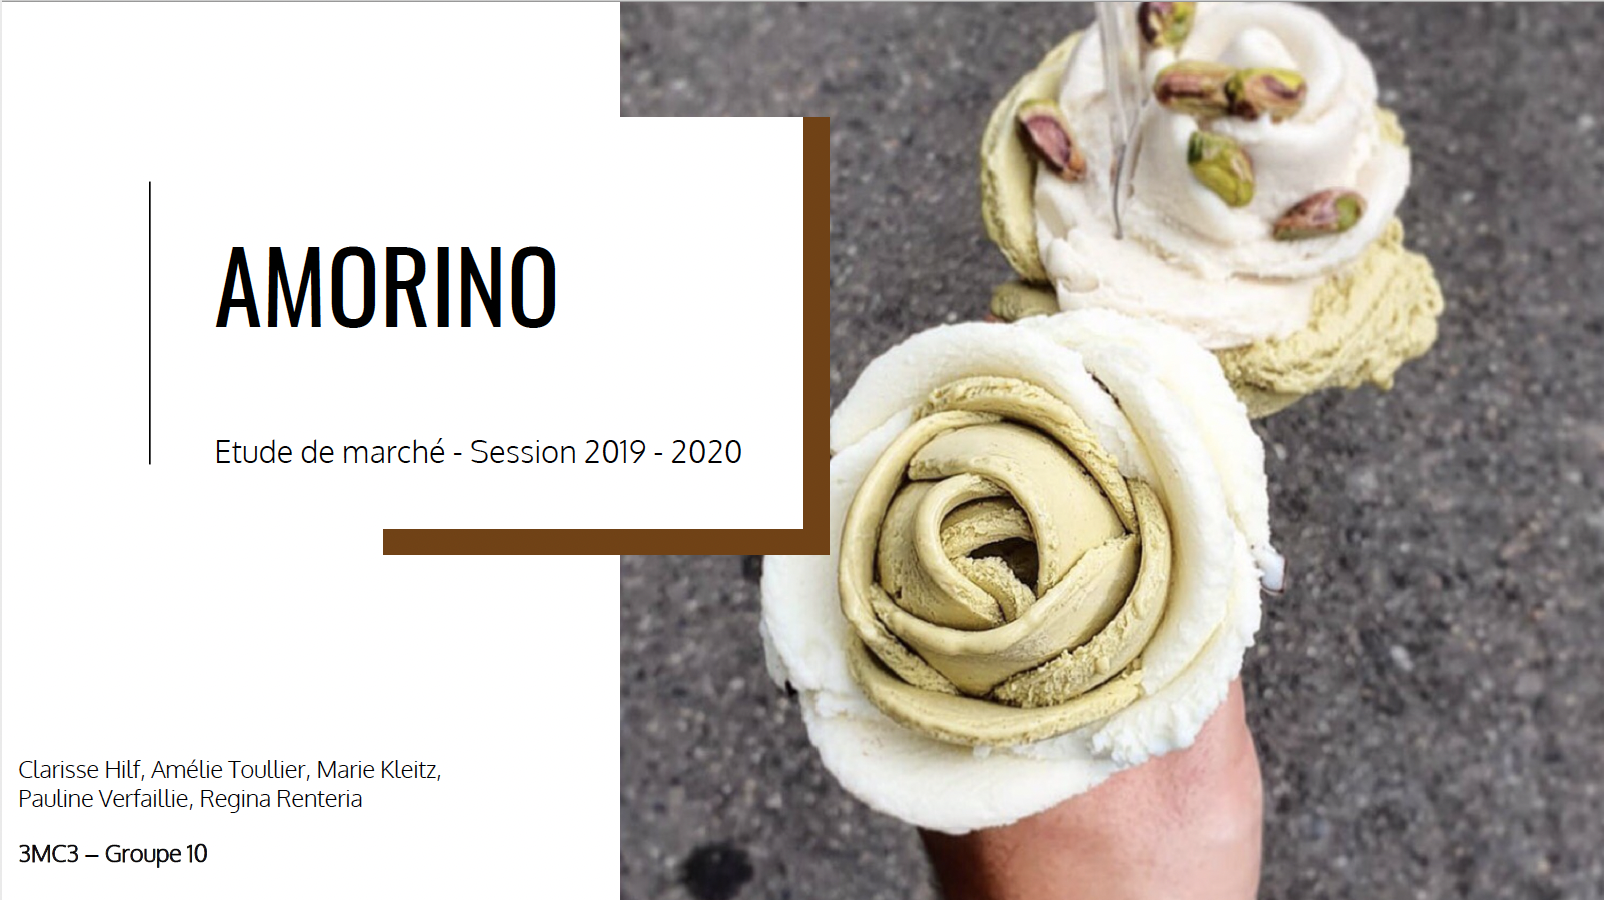 AMORINO
Etude de marché - Session 2019 - 2020
Clarisse Hilf, Amélie Toullier, Marie Kleitz,
Pauline Verfaillie, Regina Renteria
3MC3 – Groupe 10